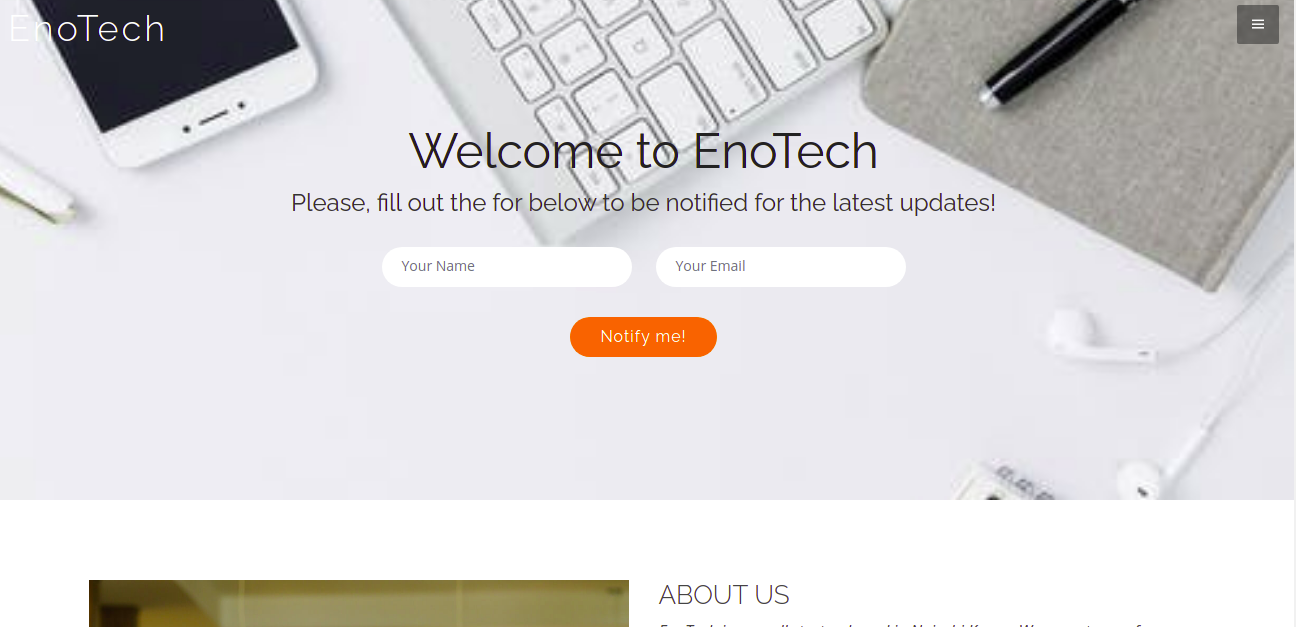 EnoTech
Welcome to EnoTech
Please, fill out the for below to be notified for the latest updates!
Your Name
Your Email
Notify me!
ABOUT US